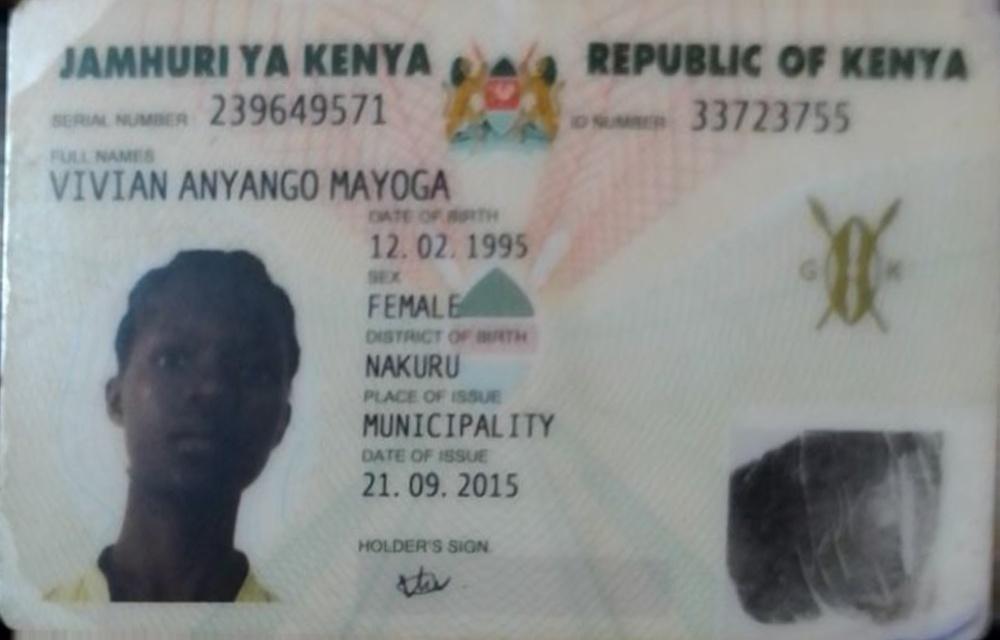 JAMHURI YA KENYA REPUBLIC OF KENYA
SERIAL NUMBER 239649571 ID NUMBER 33723755
FULL NAMES
VIVIAN ANYANGO MAYOGA
DATE OF BIRTH
12. 02. 1995
SEX
FEMALE
G K
DISTRICT OF BIRTH
NAKURU
PLACE OF ISSUE
MUNICIPALITY
DATE OF ISSUE
21. 09. 2015
HOLDER'S SIGN.